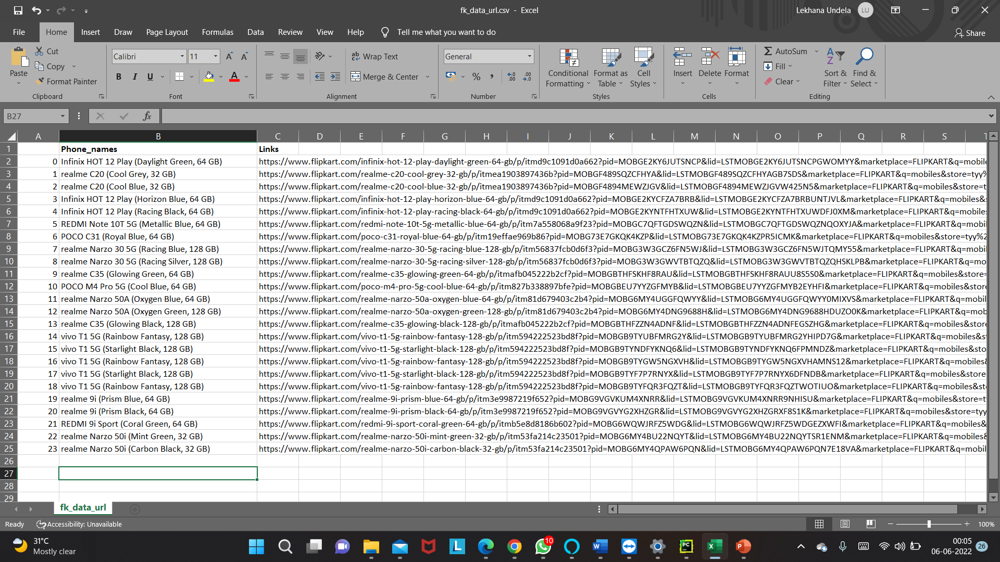 fk_data_url.csv - Excel
Lekhana Undela LU
File Home Insert Draw Page Layout Formulas Data Review View Help Tell me what you want to do Share
Paste Cut Copy Format Painter Clipboard
Calibri 11 B I U Font
Wrap Text Merge & Center Alignment
General % Number
Conditional Formatting Format as Table Cell Styles Styles
Insert Delete Format Cells
AutoSum Fill Clear Sort & Filter Find & Select Editing
B27 fx
A B C D E F G H I J K L M N O P Q R S T
1 Phone_names Links
2 0 Infinix HOT 12 Play (Daylight Green, 64 GB) https://www.flipkart.com/infinix-hot-12-play-daylight-green-64-gb/p/itmd9c1091d0a662?pid=MOBGE2KY6JUTSNCP&lid=LSTMOBGE2KY6JUTSNCPGWOMYY&marketplace=FLIPKART&q=mobile
3 1 realme C20 (Cool Grey, 32 GB) https://www.flipkart.com/realme-c20-cool-grey-32-gb/p/itmea1903897436b?pid=MOBGF489SQZCFHYA&lid=LSTMOBGF489SQZCFHYAGB7SDS&marketplace=FLIPKART&q=mobiles&store=tyy%
4 2 realme C20 (Cool Blue, 32 GB) https://www.flipkart.com/realme-c20-cool-blue-32-gb/p/itmea1903897436b?pid=MOBGF4894MEWZJGV&lid=LSTMOBGF4894MEWZJGVW425N5&marketplace=FLIPKART&q=mobiles&store=t
5 3 Infinix HOT 12 Play (Horizon Blue, 64 GB) https://www.flipkart.com/infinix-hot-12-play-horizon-blue-64-gb/p/itmd9c1091d0a662?pid=MOBGE2KYCFZA7BRB&lid=LSTMOBGE2KYCFZA7BRBUNTJVL&marketplace=FLIPKART&q=mobiles&s
6 4 Infinix HOT 12 Play (Racing Black, 64 GB) https://www.flipkart.com/infinix-hot-12-play-racing-black-64-gb/p/itmd9c1091d0a662?pid=MOBGE2KYNTFHTXUW&lid=LSTMOBGE2KYNTFHTXUWDFJ0XM&marketplace=FLIPKART&q=mobiles
7 5 REDMI Note 10T 5G (Metallic Blue, 64 GB) https://www.flipkart.com/redmi-note-10t-5g-metallic-blue-64-gb/p/itm7a558068a9f23?pid=MOBGC7QFTGDSWQZN&lid=LSTMOBGC7QFTGDSWQZNQOXYJA&marketplace=FLIPKART&q=mobil
8 6 POCO C31 (Royal Blue, 64 GB) https://www.flipkart.com/poco-c31-royal-blue-64-gb/p/itm19effae969b86?pid=MOBG73E7GKQK4KZP&lid=LSTMOBG73E7GKQK4KZPR5ICMK&marketplace=FLIPKART&q=mobiles&store=tyy%2
9 7 realme Narzo 30 5G (Racing Blue, 128 GB) https://www.flipkart.com/realme-narzo-30-5g-racing-blue-128-gb/p/itm56837fcb0d6f3?pid=MOBG3W3GCZ6FN5WJ&lid=LSTMOBG3W3GCZ6FN5WJTQMY55&marketplace=FLIPKART&q=mobil
10 8 realme Narzo 30 5G (Racing Silver, 128 GB) https://www.flipkart.com/realme-narzo-30-5g-racing-silver-128-gb/p/itm56837fcb0d6f3?pid=MOBG3W3GWVTBTQZQ&lid=LSTMOBG3W3GWVTBTQZQHSKLPB&marketplace=FLIPKART&q=mo
11 9 realme C35 (Glowing Green, 64 GB) https://www.flipkart.com/realme-c35-glowing-green-64-gb/p/itmafb045222b2cf?pid=MOBGBTHFSKHF8RAU&lid=LSTMOBGBTHFSKHF8RAUU8S5S0&marketplace=FLIPKART&q=mobiles&store=
12 10 POCO M4 Pro 5G (Cool Blue, 64 GB) https://www.flipkart.com/poco-m4-pro-5g-cool-blue-64-gb/p/itm827b338897bfe?pid=MOBGBEU7YYZGFMYB&lid=LSTMOBGBEU7YYZGFMYB2EYHFI&marketplace=FLIPKART&q=mobiles&stor
13 11 realme Narzo 50A (Oxygen Blue, 64 GB) https://www.flipkart.com/realme-narzo-50a-oxygen-blue-64-gb/p/itm81d679403c2b4?pid=MOBG6MY4UGGFQWYY&lid=LSTMOBG6MY4UGGFQWYY0MIXVS&marketplace=FLIPKART&q=mobil
14 12 realme Narzo 50A (Oxygen Green, 128 GB) https://www.flipkart.com/realme-narzo-50a-oxygen-green-128-gb/p/itm81d679403c2b4?pid=MOBG6MY4DNG9688H&lid=LSTMOBG6MY4DNG9688HDUZO0K&marketplace=FLIPKART&q=mob
15 13 realme C35 (Glowing Black, 128 GB) https://www.flipkart.com/realme-c35-glowing-black-128-gb/p/itmafb045222b2cf?pid=MOBGBTHFZZN4ADNF&lid=LSTMOBGBTHFZZN4ADNFEGSZHG&marketplace=FLIPKART&q=mobiles&store
16 14 vivo T1 5G (Rainbow Fantasy, 128 GB) https://www.flipkart.com/vivo-t1-5g-rainbow-fantasy-128-gb/p/itm594222523bd8f?pid=MOBGB9TYUBFMRG2Y&lid=LSTMOBGB9TYUBFMRG2YHIPD7G&marketplace=FLIPKART&q=mobiles&s
17 15 vivo T1 5G (Starlight Black, 128 GB) https://www.flipkart.com/vivo-t1-5g-starlight-black-128-gb/p/itm594222523bd8f?pid=MOBGB9TYNDFYKNQ6&lid=LSTMOBGB9TYNDFYKNQ6FPMNDZ&marketplace=FLIPKART&q=mobiles&sto
18 16 vivo T1 5G (Rainbow Fantasy, 128 GB) https://www.flipkart.com/vivo-t1-5g-rainbow-fantasy-128-gb/p/itm594222523bd8f?pid=MOBGB9TYGW5NGXVH&lid=LSTMOBGB9TYGW5NGXVHAMNS12&marketplace=FLIPKART&q=mobiles&
19 17 vivo T1 5G (Starlight Black, 128 GB) https://www.flipkart.com/vivo-t1-5g-starlight-black-128-gb/p/itm594222523bd8f?pid=MOBGB9TYF7P7RNYX&lid=LSTMOBGB9TYF7P7RNYX6DFNDB&marketplace=FLIPKART&q=mobiles&store
20 18 vivo T1 5G (Rainbow Fantasy, 128 GB) https://www.flipkart.com/vivo-t1-5g-rainbow-fantasy-128-gb/p/itm594222523bd8f?pid=MOBGB9TYFQR3FQZT&lid=LSTMOBGB9TYFQR3FQZTWOTIUO&marketplace=FLIPKART&q=mobiles&st
21 19 realme 9i (Prism Blue, 64 GB) https://www.flipkart.com/realme-9i-prism-blue-64-gb/p/itm3e9987219f652?pid=MOBG9VGVKUM4XNRR&lid=LSTMOBG9VGVKUM4XNRR9NHISU&marketplace=FLIPKART&q=mobiles&store=t
22 20 realme 9i (Prism Black, 64 GB) https://www.flipkart.com/realme-9i-prism-black-64-gb/p/itm3e9987219f652?pid=MOBG9VGVYG2XHZGR&lid=LSTMOBG9VGVYG2XHZGRXF8S1K&marketplace=FLIPKART&q=mobiles&store=tyy
23 21 REDMI 9i Sport (Coral Green, 64 GB) https://www.flipkart.com/redmi-9i-sport-coral-green-64-gb/p/itmb5e8d8186b602?pid=MOBG6WQWJRFZ5WDG&lid=LSTMOBG6WQWJRFZ5WDGEZXWFI&marketplace=FLIPKART&q=mobiles&
24 22 realme Narzo 50i (Mint Green, 32 GB) https://www.flipkart.com/realme-narzo-50i-mint-green-32-gb/p/itm53fa214c23501?pid=MOBG6MY4BU22NQYT&lid=LSTMOBG6MY4BU22NQYTSR1ENM&marketplace=FLIPKART&q=mobiles&
25 23 realme Narzo 50i (Carbon Black, 32 GB) https://www.flipkart.com/realme-narzo-50i-carbon-black-32-gb/p/itm53fa214c23501?pid=MOBG6MY4QPAW6PQN&lid=LSTMOBG6MY4QPAW6PQN7E18VA&marketplace=FLIPKART&q=mobil
26
27
28
29
fk_data_url
Ready Accessibility: Unavailable 100%
31°C
Mostly clear
10
00:05
06-06-2022 26